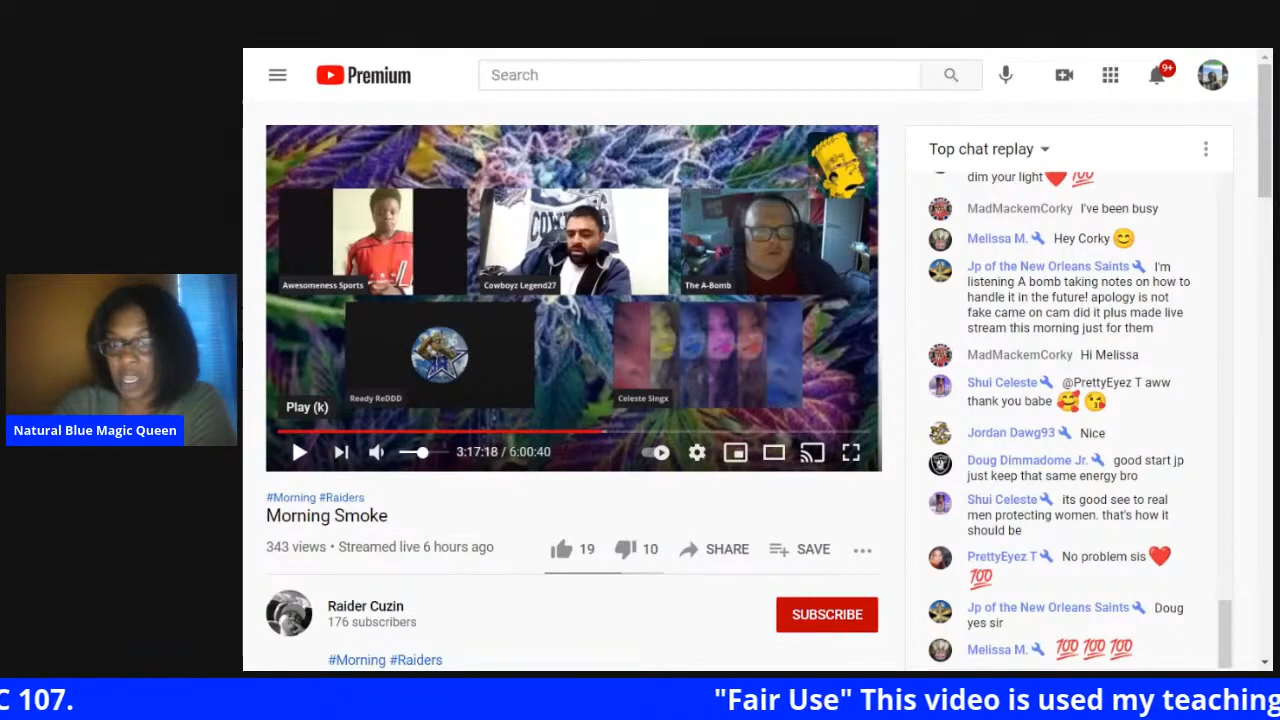 Premium
Search
9+
Awesomeness Sports
Cowboyz Legend27
The A-Bomb
Ready ReDDD
Celeste Singx
Play (k)
3:17:18 / 6:00:40
#Morning #Raiders
Morning Smoke
343 views • Streamed live 6 hours ago
19
10
SHARE
SAVE
Raider Cuzin
176 subscribers
SUBSCRIBE
#Morning #Raiders
Top chat replay
dim your light❤️ 💯
MadMackemCorky I've been busy
Melissa M. Hey Corky 😊
Jp of the New Orleans Saints I'm
listening A bomb taking notes on how to
handle it in the future! apology is not
fake came on cam did it plus made live
stream this morning just for them
MadMackemCorky Hi Melissa
Shui Celeste @PrettyEyez T aww
thank you babe 🥰 😘
Jordan Dawg93 Nice
Doug Dimmadome Jr. good start jp
just keep that same energy bro
Shui Celeste its good see to real
men protecting women. that's how it
should be
PrettyEyez T No problem sis ❤️
💯
Jp of the New Orleans Saints Doug
yes sir
Melissa M. 💯 💯 💯
Natural Blue Magic Queen
C 107. "Fair Use" This video is used my teaching